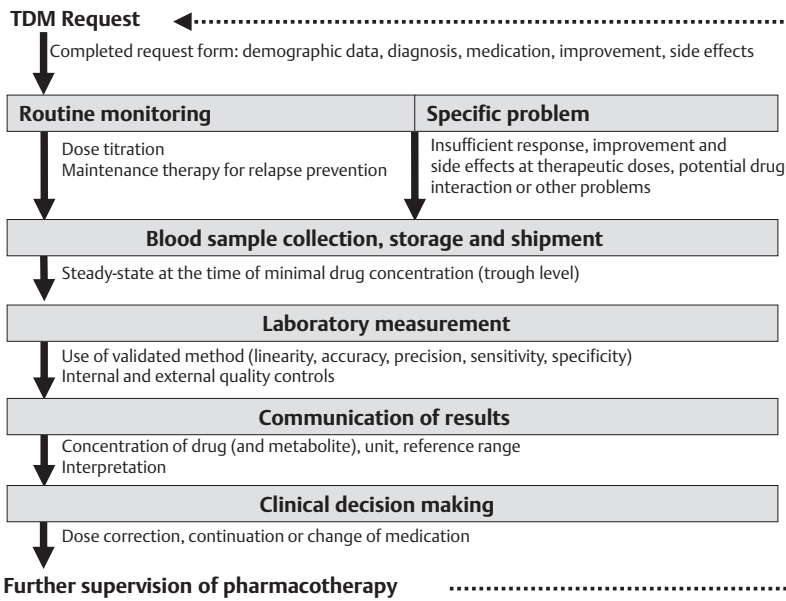 TDM Request
Completed request form: demographic data, diagnosis, medication, improvement, side effects
Routine monitoring
Specific problem
Dose titration
Maintenance therapy for relapse prevention
Insufficient response, improvement and
side effects at therapeutic doses, potential drug
interaction or other problems
Blood sample collection, storage and shipment
Steady-state at the time of minimal drug concentration (trough level)
Laboratory measurement
Use of validated method (linearity, accuracy, precision, sensitivity, specificity)
Internal and external quality controls
Communication of results
Concentration of drug (and metabolite), unit, reference range
Interpretation
Clinical decision making
Dose correction, continuation or change of medication
Further supervision of pharmacotherapy